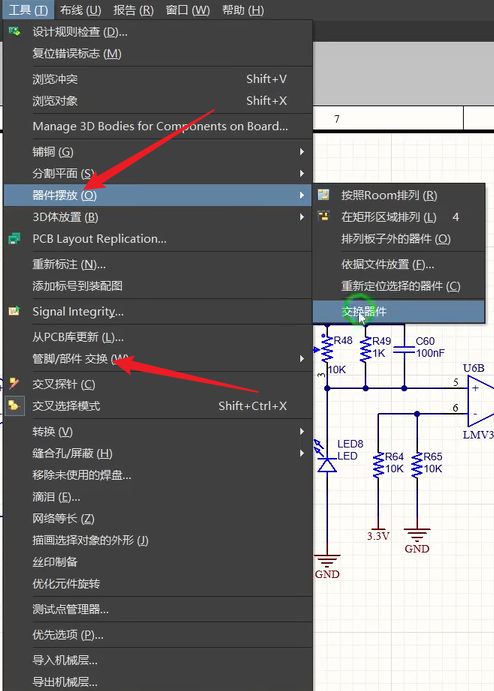 工具 (T) 布线 (U) 报告 (R) 窗口 (W) 帮助 (H)
设计规则检查 (D)...
复位错误标志 (M)
浏览冲突 Shift+V
浏览对象 Shift+X
Manage 3D Bodies for Components on Board...
铺铜 (G)
分割平面 (S)
器件摆放 (O)
3D体放置 (B)
PCB Layout Replication...
重新标注 (N)...
添加标号到装配图
Signal Integrity...
从PCB库更新 (L)...
管脚/部件 交换 (W)
交叉探针 (C)
交叉选择模式 Shift+Ctrl+X
转换 (V)
缝合孔/屏蔽 (H)
移除未使用的焊盘...
滴泪 (E)...
网络等长 (Z)
描画选择对象的外形 (J)
丝印制备
优化元件旋转
测试点管理器...
优先选项 (P)...
导入机械层...
导出机械层...
7
按照Room排列 (R)
在矩形区域排列 (L) 4
排列板子外的器件 (O)
依据文件放置 (F)...
重新定位选择的器件 (C)
交换器件
R48
10K
3
R49
1K
C60
100nF
U6B
5
6
+
-
LMV3
LED8
LED
R64
10K
R65
10K
3.3V
GND
GND